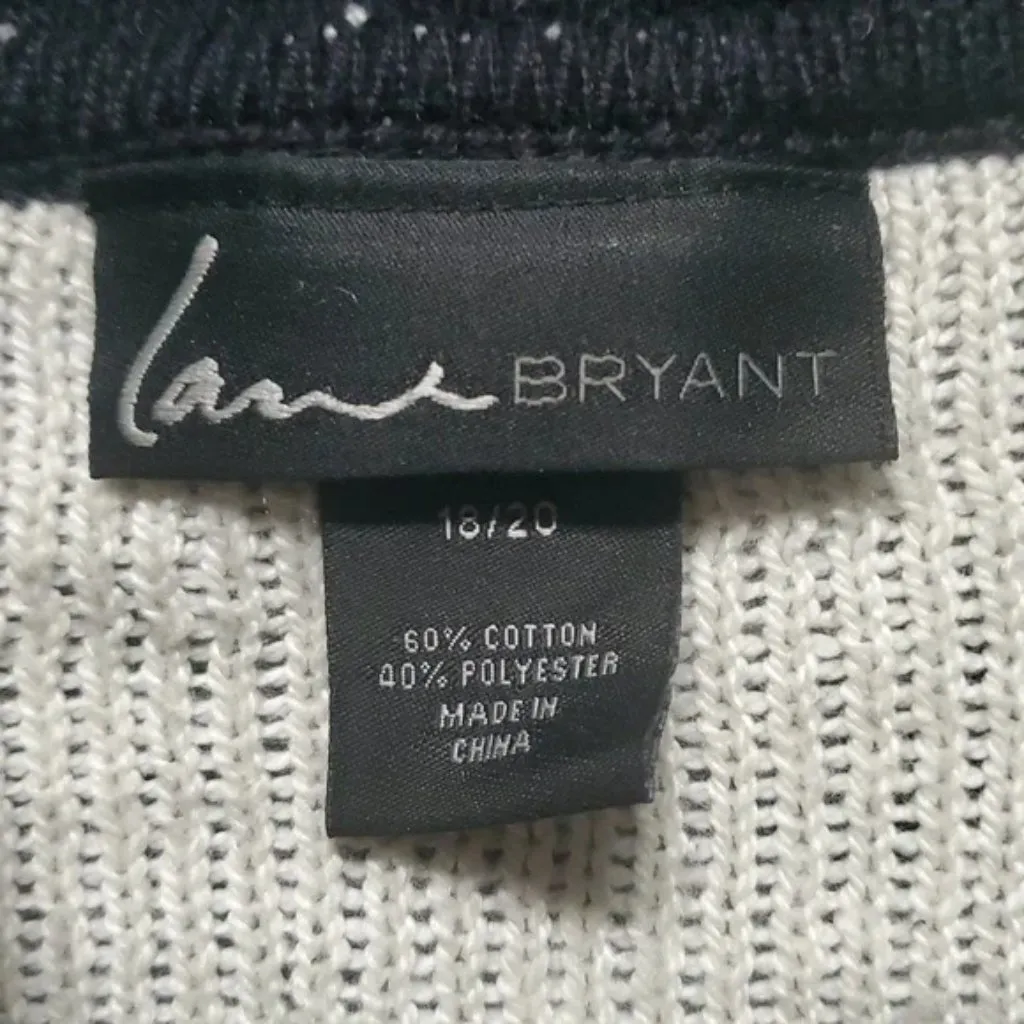 Lane BRYANT
18/20
60% COTTON
40% POLYESTER
MADE IN
CHINA